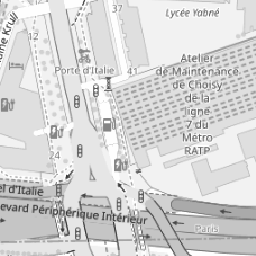 37
Lycée Yabné
12
Porte d'Italie
41
Atelier
de Maintenance
de Choisy
de la
ligne
7 du
Métro
RATP
24
el d'Italie
evard Périphérique Intérieur
Paris